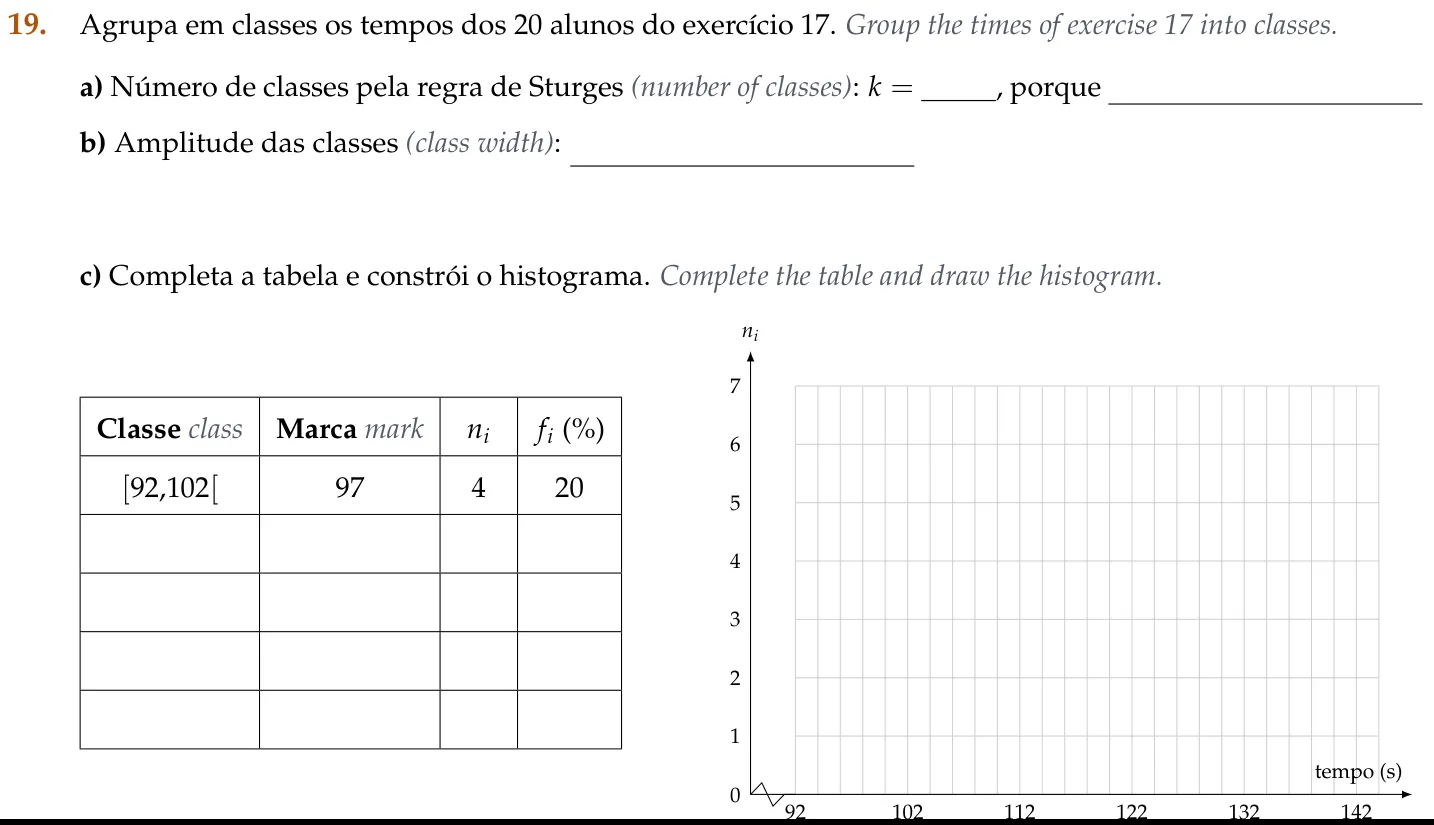 19. Agrupa em classes os tempos dos 20 alunos do exercício 17. Group the times of exercise 17 into classes.
a) Número de classes pela regra de Sturges (number of classes): k = _____, porque _____
b) Amplitude das classes (class width): _____
c) Completa a tabela e constrói o histograma. Complete the table and draw the histogram.
Classe class Marca mark nᵢ fᵢ (%)
[92,102[ 97 4 20
nᵢ
7
6
5
4
3
2
1
0
tempo (s)
92 102 112 122 132 142